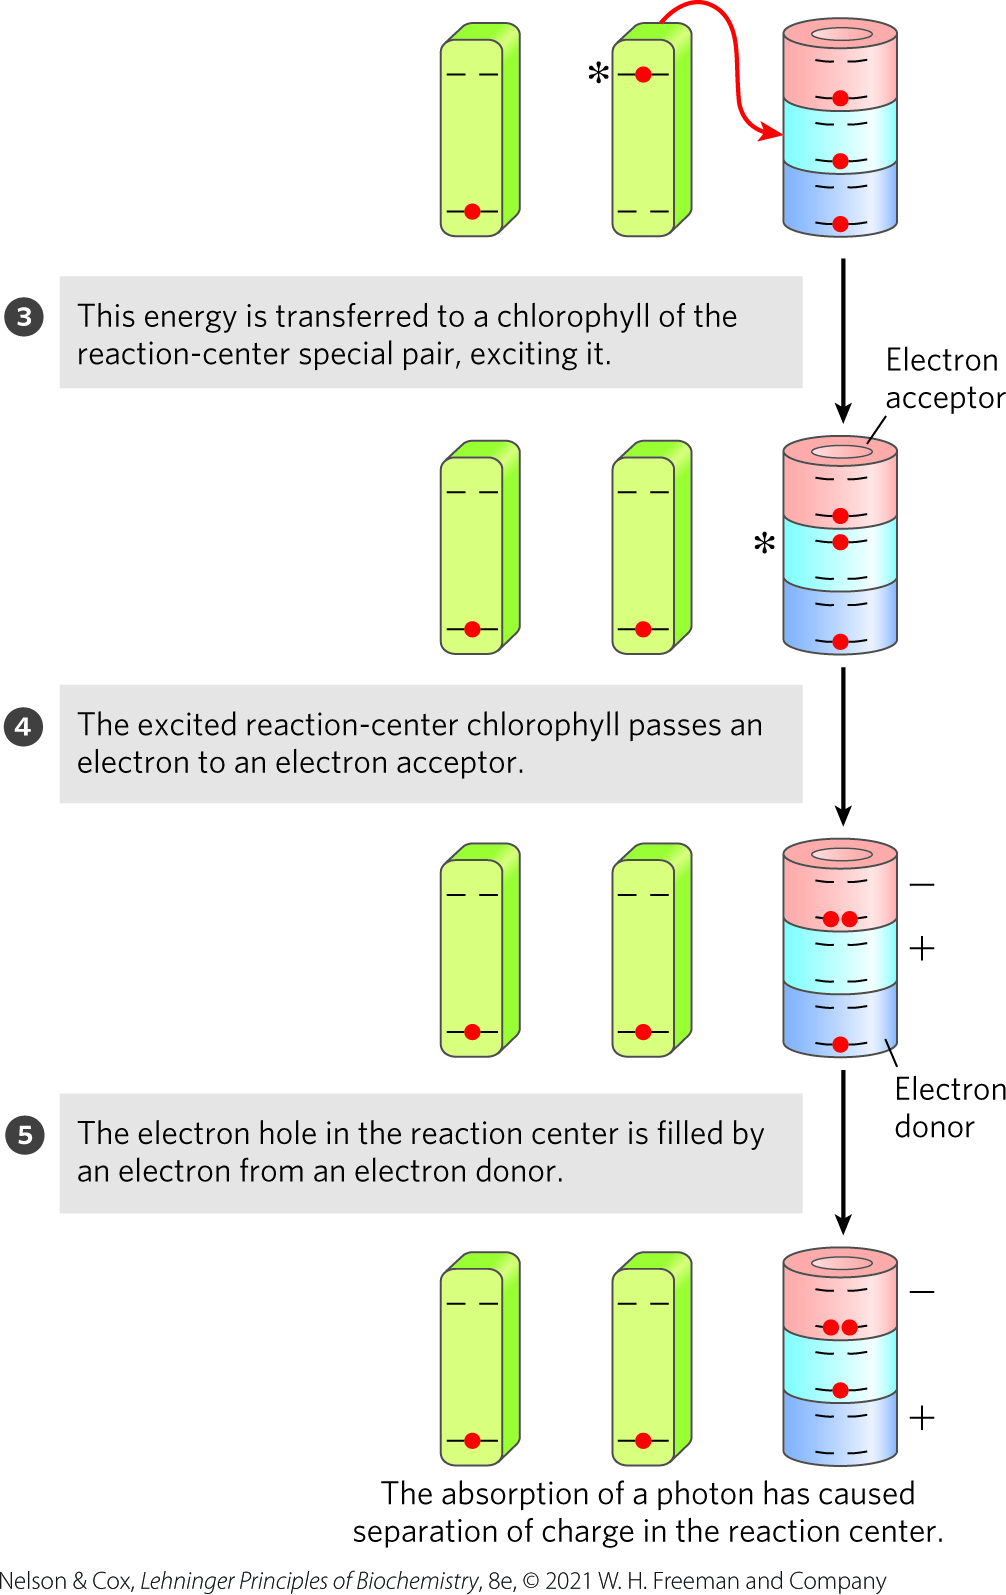 *
3
This energy is transferred to a chlorophyll of the
reaction-center special pair, exciting it.
Electron
acceptor
*
4
The excited reaction-center chlorophyll passes an
electron to an electron acceptor.
−
+
Electron
donor
5
The electron hole in the reaction center is filled by
an electron from an electron donor.
−
+
The absorption of a photon has caused
separation of charge in the reaction center.
Nelson & Cox, Lehninger Principles of Biochemistry, 8e, © 2021 W. H. Freeman and Company